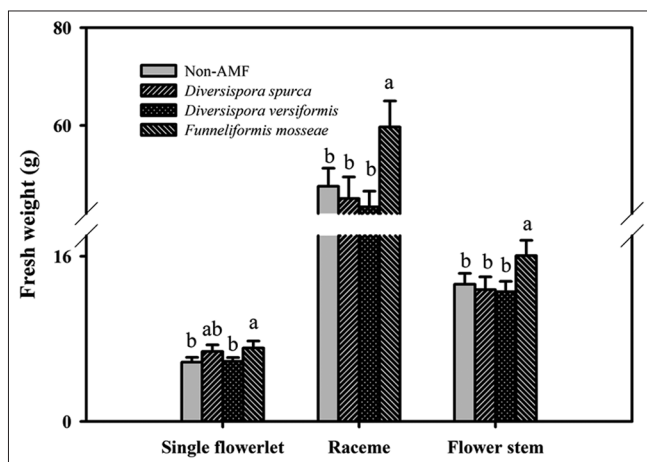 80
Non-AMF
Diversispora spurca
Diversispora versiformis
Funneliformis mosseae
a
60
b b b
Fresh weight (g)
a
16
b b b
b ab b a
0
Single flowerlet Raceme Flower stem